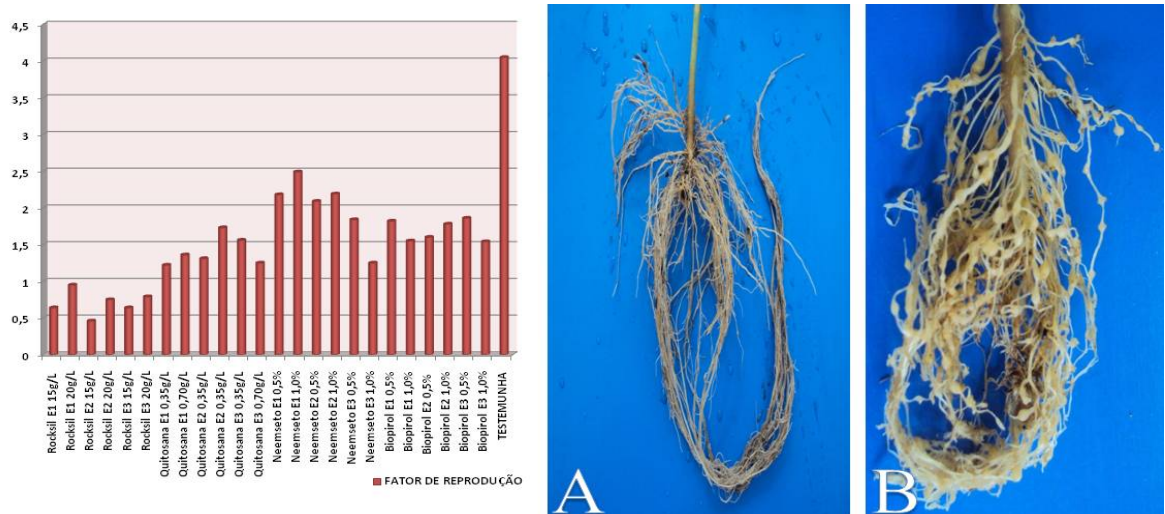 4,5
4
3,5
3
2,5
2
1,5
1
0,5
0
Rocksil E1 15g/L
Rocksil E1 20g/L
Rocksil E2 15g/L
Rocksil E2 20g/L
Rocksil E3 15g/L
Rocksil E3 20g/L
Quitosana E1 0,35g/L
Quitosana E1 0,70g/L
Quitosana E2 0,35g/L
Quitosana E2 0,35g/L
Quitosana E3 0,35g/L
Quitosana E3 0,70g/L
Neemseto E1 0,5%
Neemseto E1 1,0%
Neemseto E2 0,5%
Neemseto E2 1,0%
Neemseto E3 0,5%
Neemseto E3 1,0%
Biopirol E1 0,5%
Biopirol E1 1,0%
Biopirol E2 0,5%
Biopirol E2 1,0%
Biopirol E3 0,5%
Biopirol E3 1,0%
TESTEMUNHA
FATOR DE REPRODUÇÃO
A
B